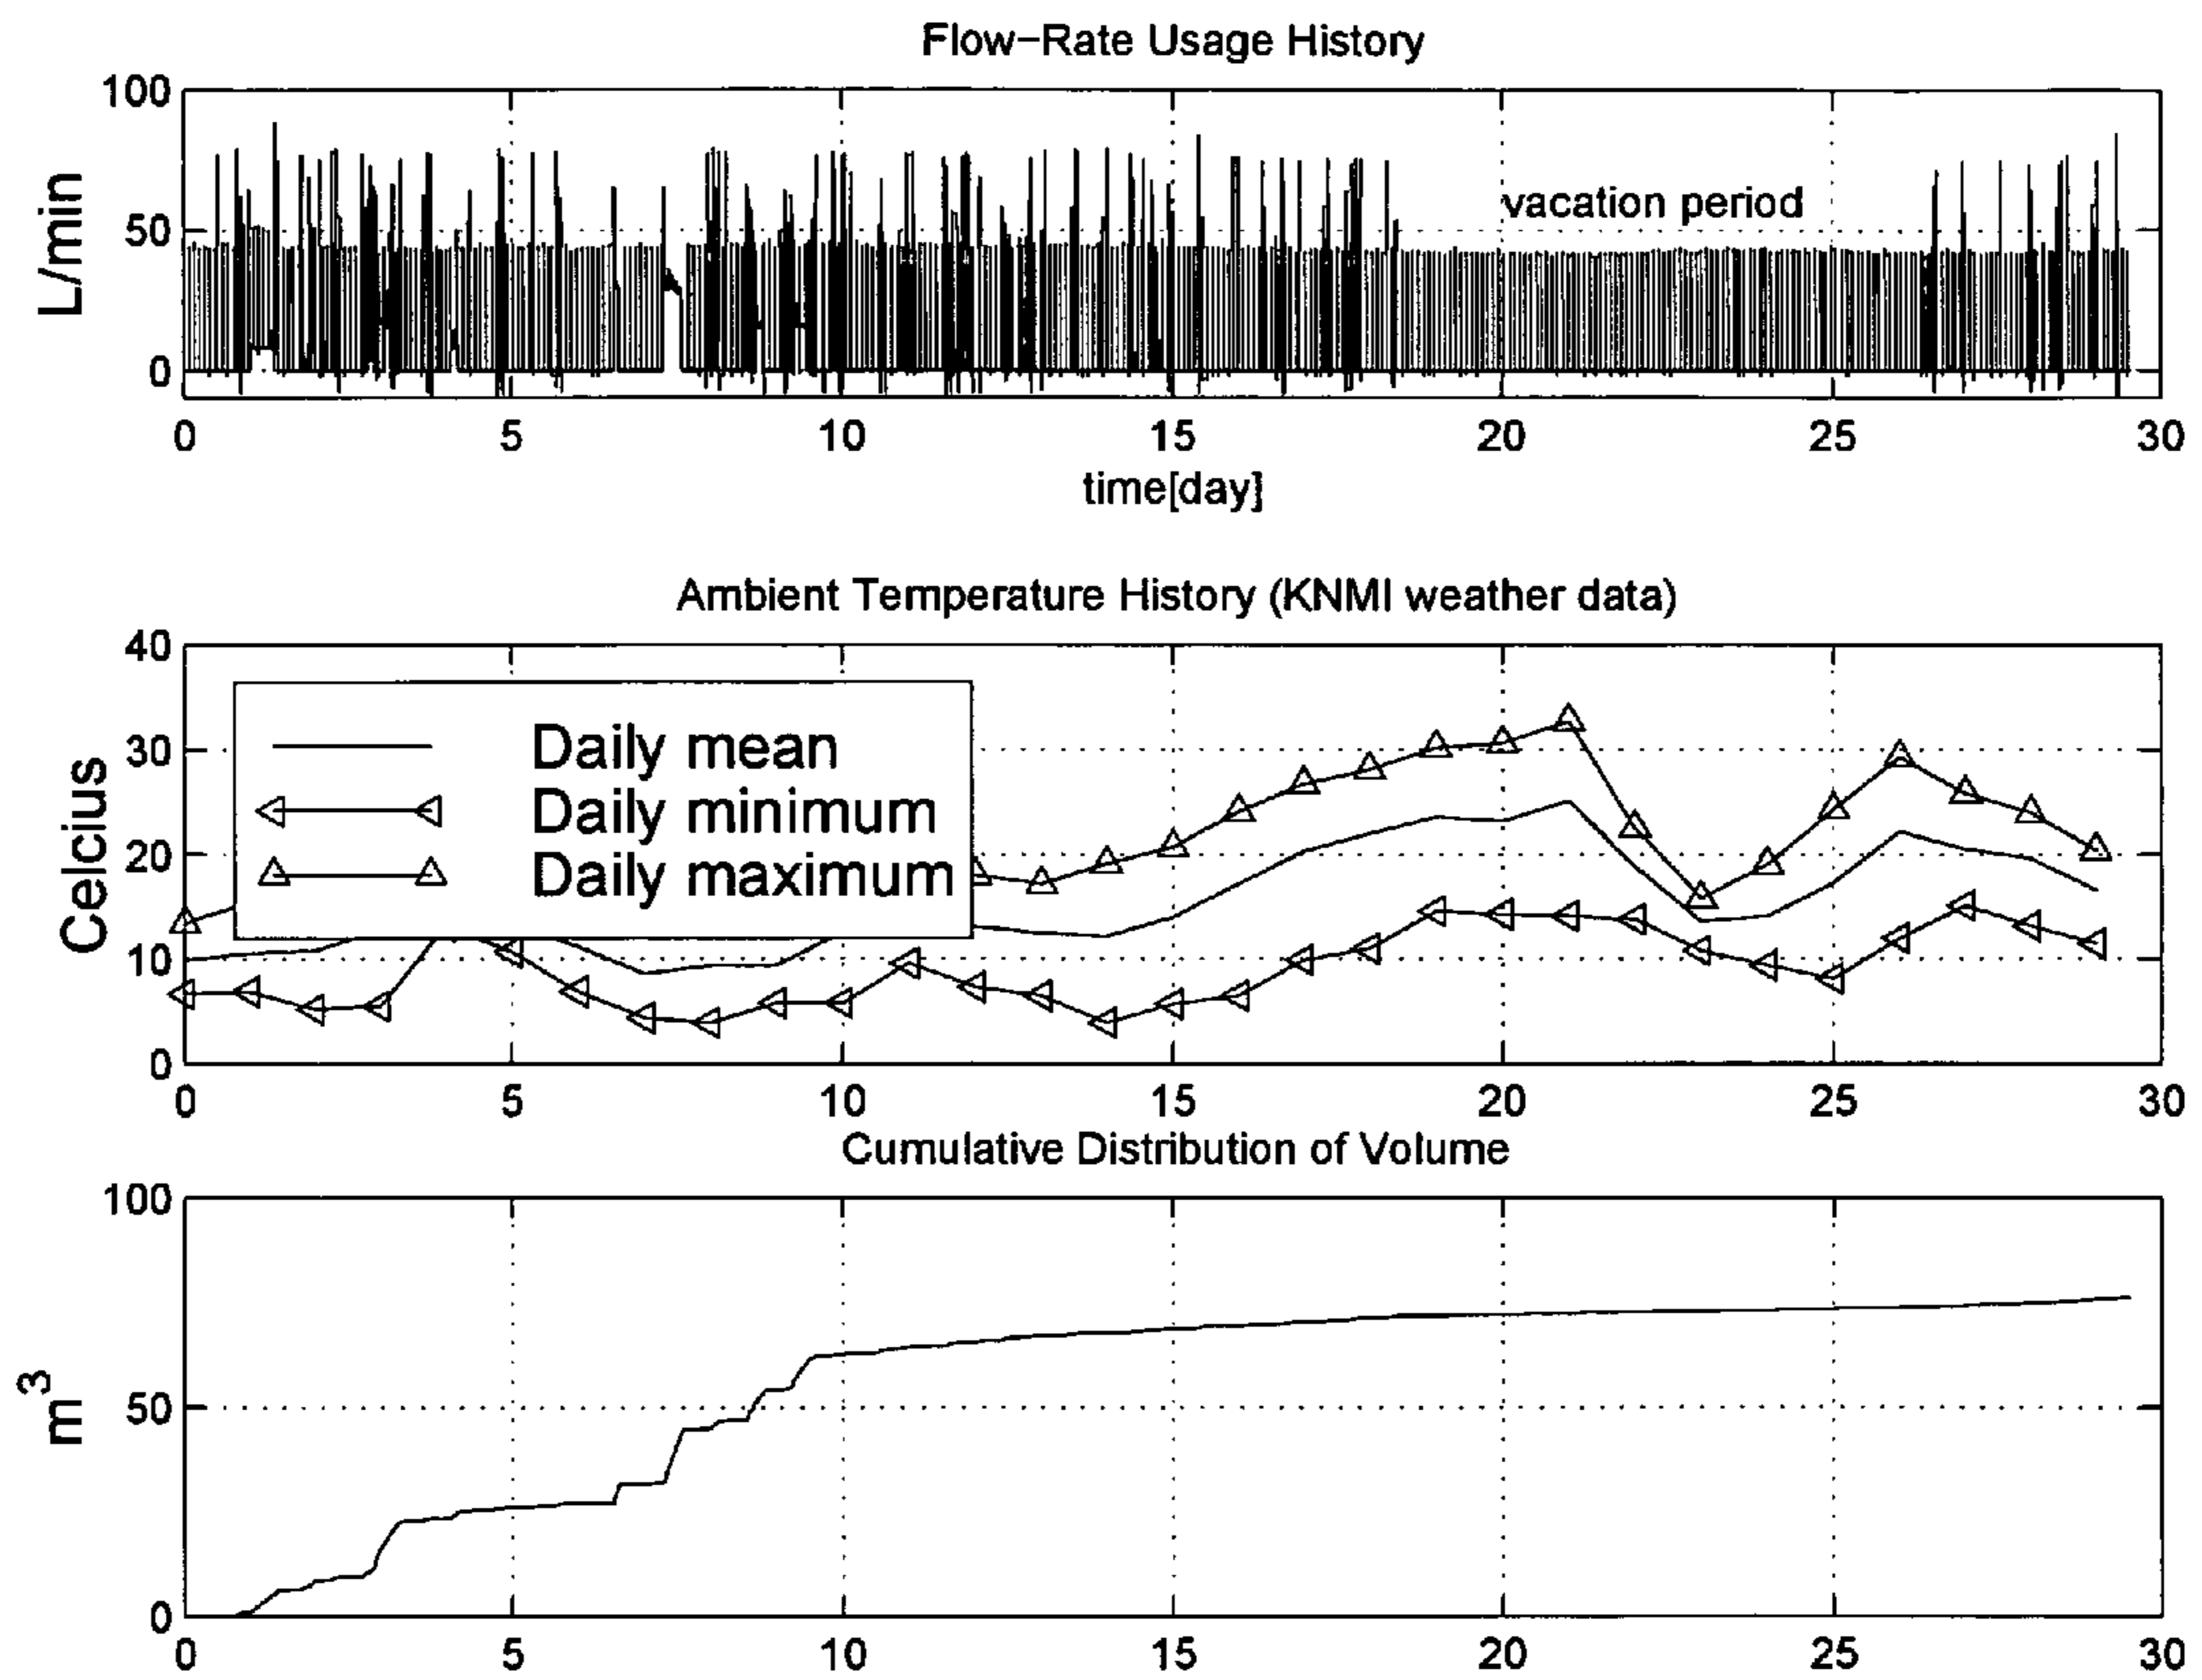 Flow-Rate Usage History
100
50
0
L/min
vacation period
0 5 10 15 20 25 30
time[day]
Ambient Temperature History (KNMI weather data)
40
30
20
10
0
Celcius
Daily mean
Daily minimum
Daily maximum
0 5 10 15 20 25 30
Cumulative Distribution of Volume
100
50
0
m³
0 5 10 15 20 25 30